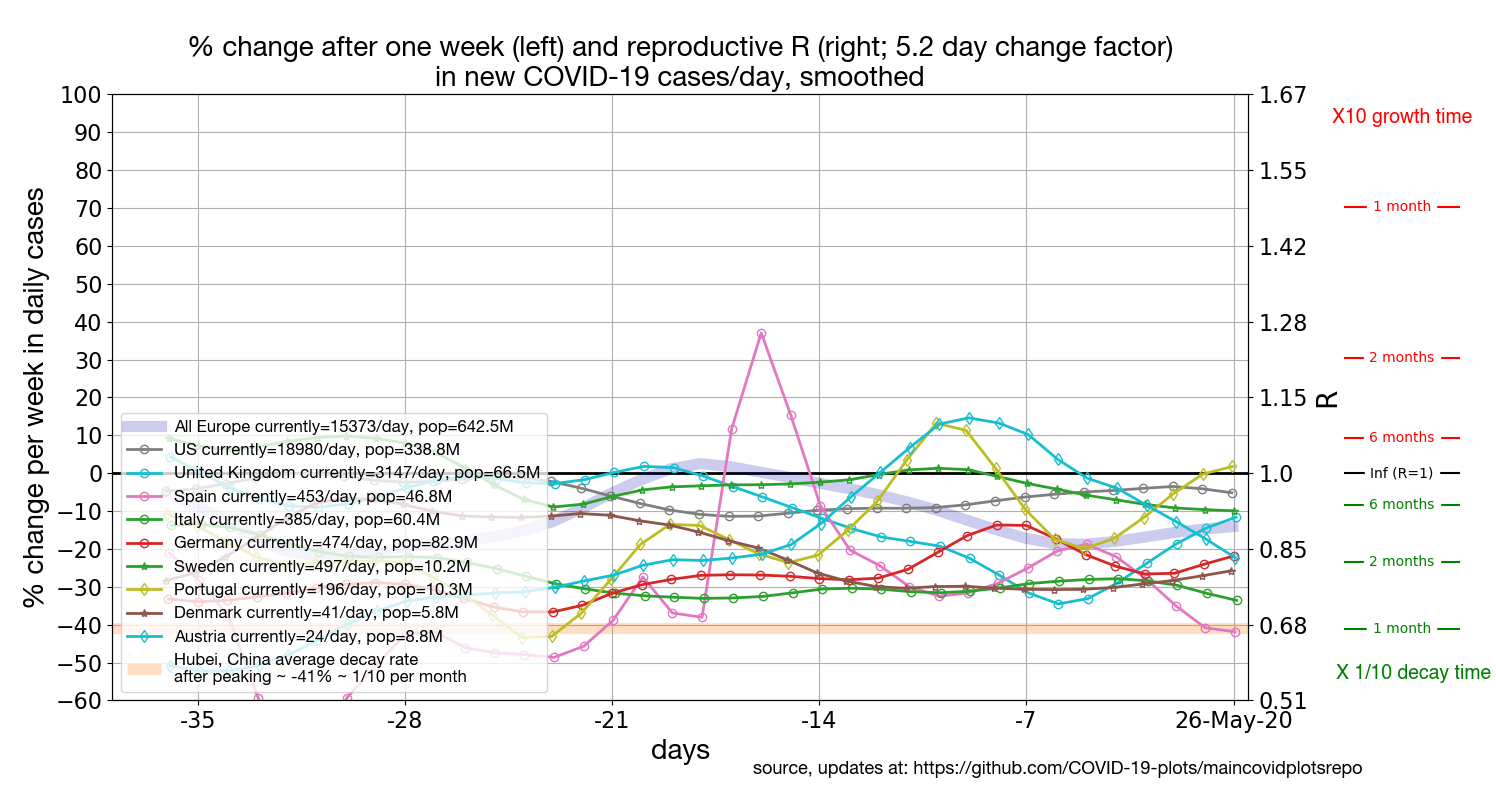 % change after one week (left) and reproductive R (right; 5.2 day change factor)
in new COVID-19 cases/day, smoothed
% change per week in daily cases
100
90
80
70
60
50
40
30
20
10
0
−10
−20
−30
−40
−50
−60
All Europe currently=15373/day, pop=642.5M
US currently=18980/day, pop=338.8M
United Kingdom currently=3147/day, pop=66.5M
Spain currently=453/day, pop=46.8M
Italy currently=385/day, pop=60.4M
Germany currently=474/day, pop=82.9M
Sweden currently=497/day, pop=10.2M
Portugal currently=196/day, pop=10.3M
Denmark currently=41/day, pop=5.8M
Austria currently=24/day, pop=8.8M
Hubei, China average decay rate
after peaking ~ -41% ~ 1/10 per month
-35
-28
-21
-14
-7
26-May-20
days
1.67
1.55
1.42
1.28
1.15
1.0
0.85
0.68
0.51
R
X10 growth time
1 month
2 months
6 months
Inf (R=1)
6 months
2 months
1 month
X 1/10 decay time
source, updates at: https://github.com/COVID-19-plots/maincovidplotsrepo